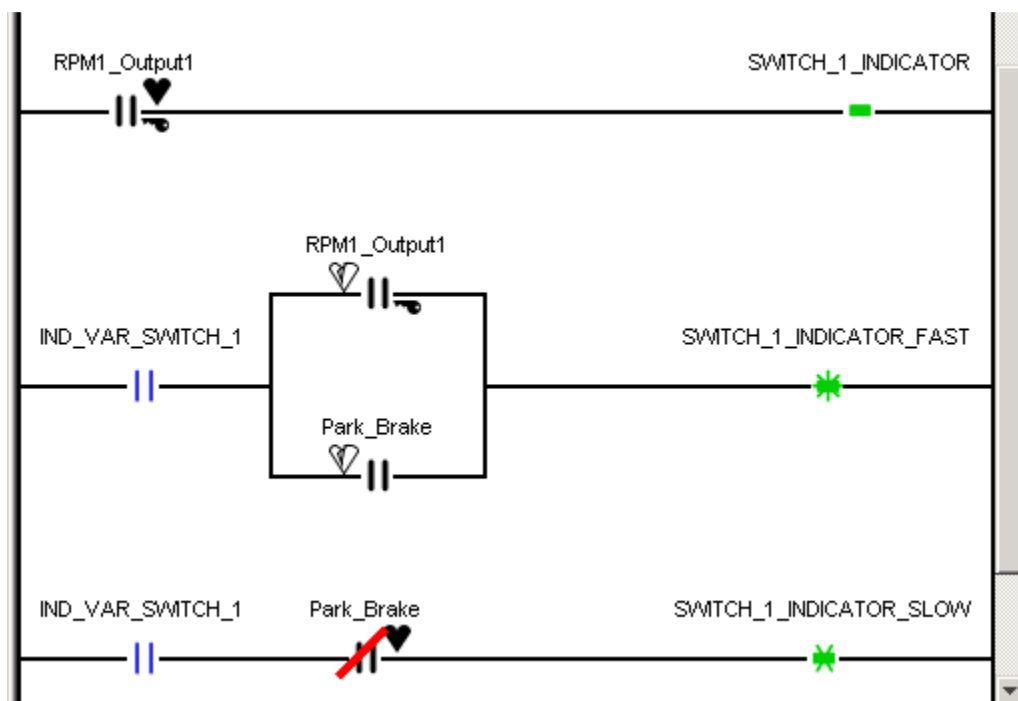 RPM1_Output1
SWITCH_1_INDICATOR
RPM1_Output1
IND_VAR_SWITCH_1
SWITCH_1_INDICATOR_FAST
Park_Brake
IND_VAR_SWITCH_1
Park_Brake
SWITCH_1_INDICATOR_SLOW